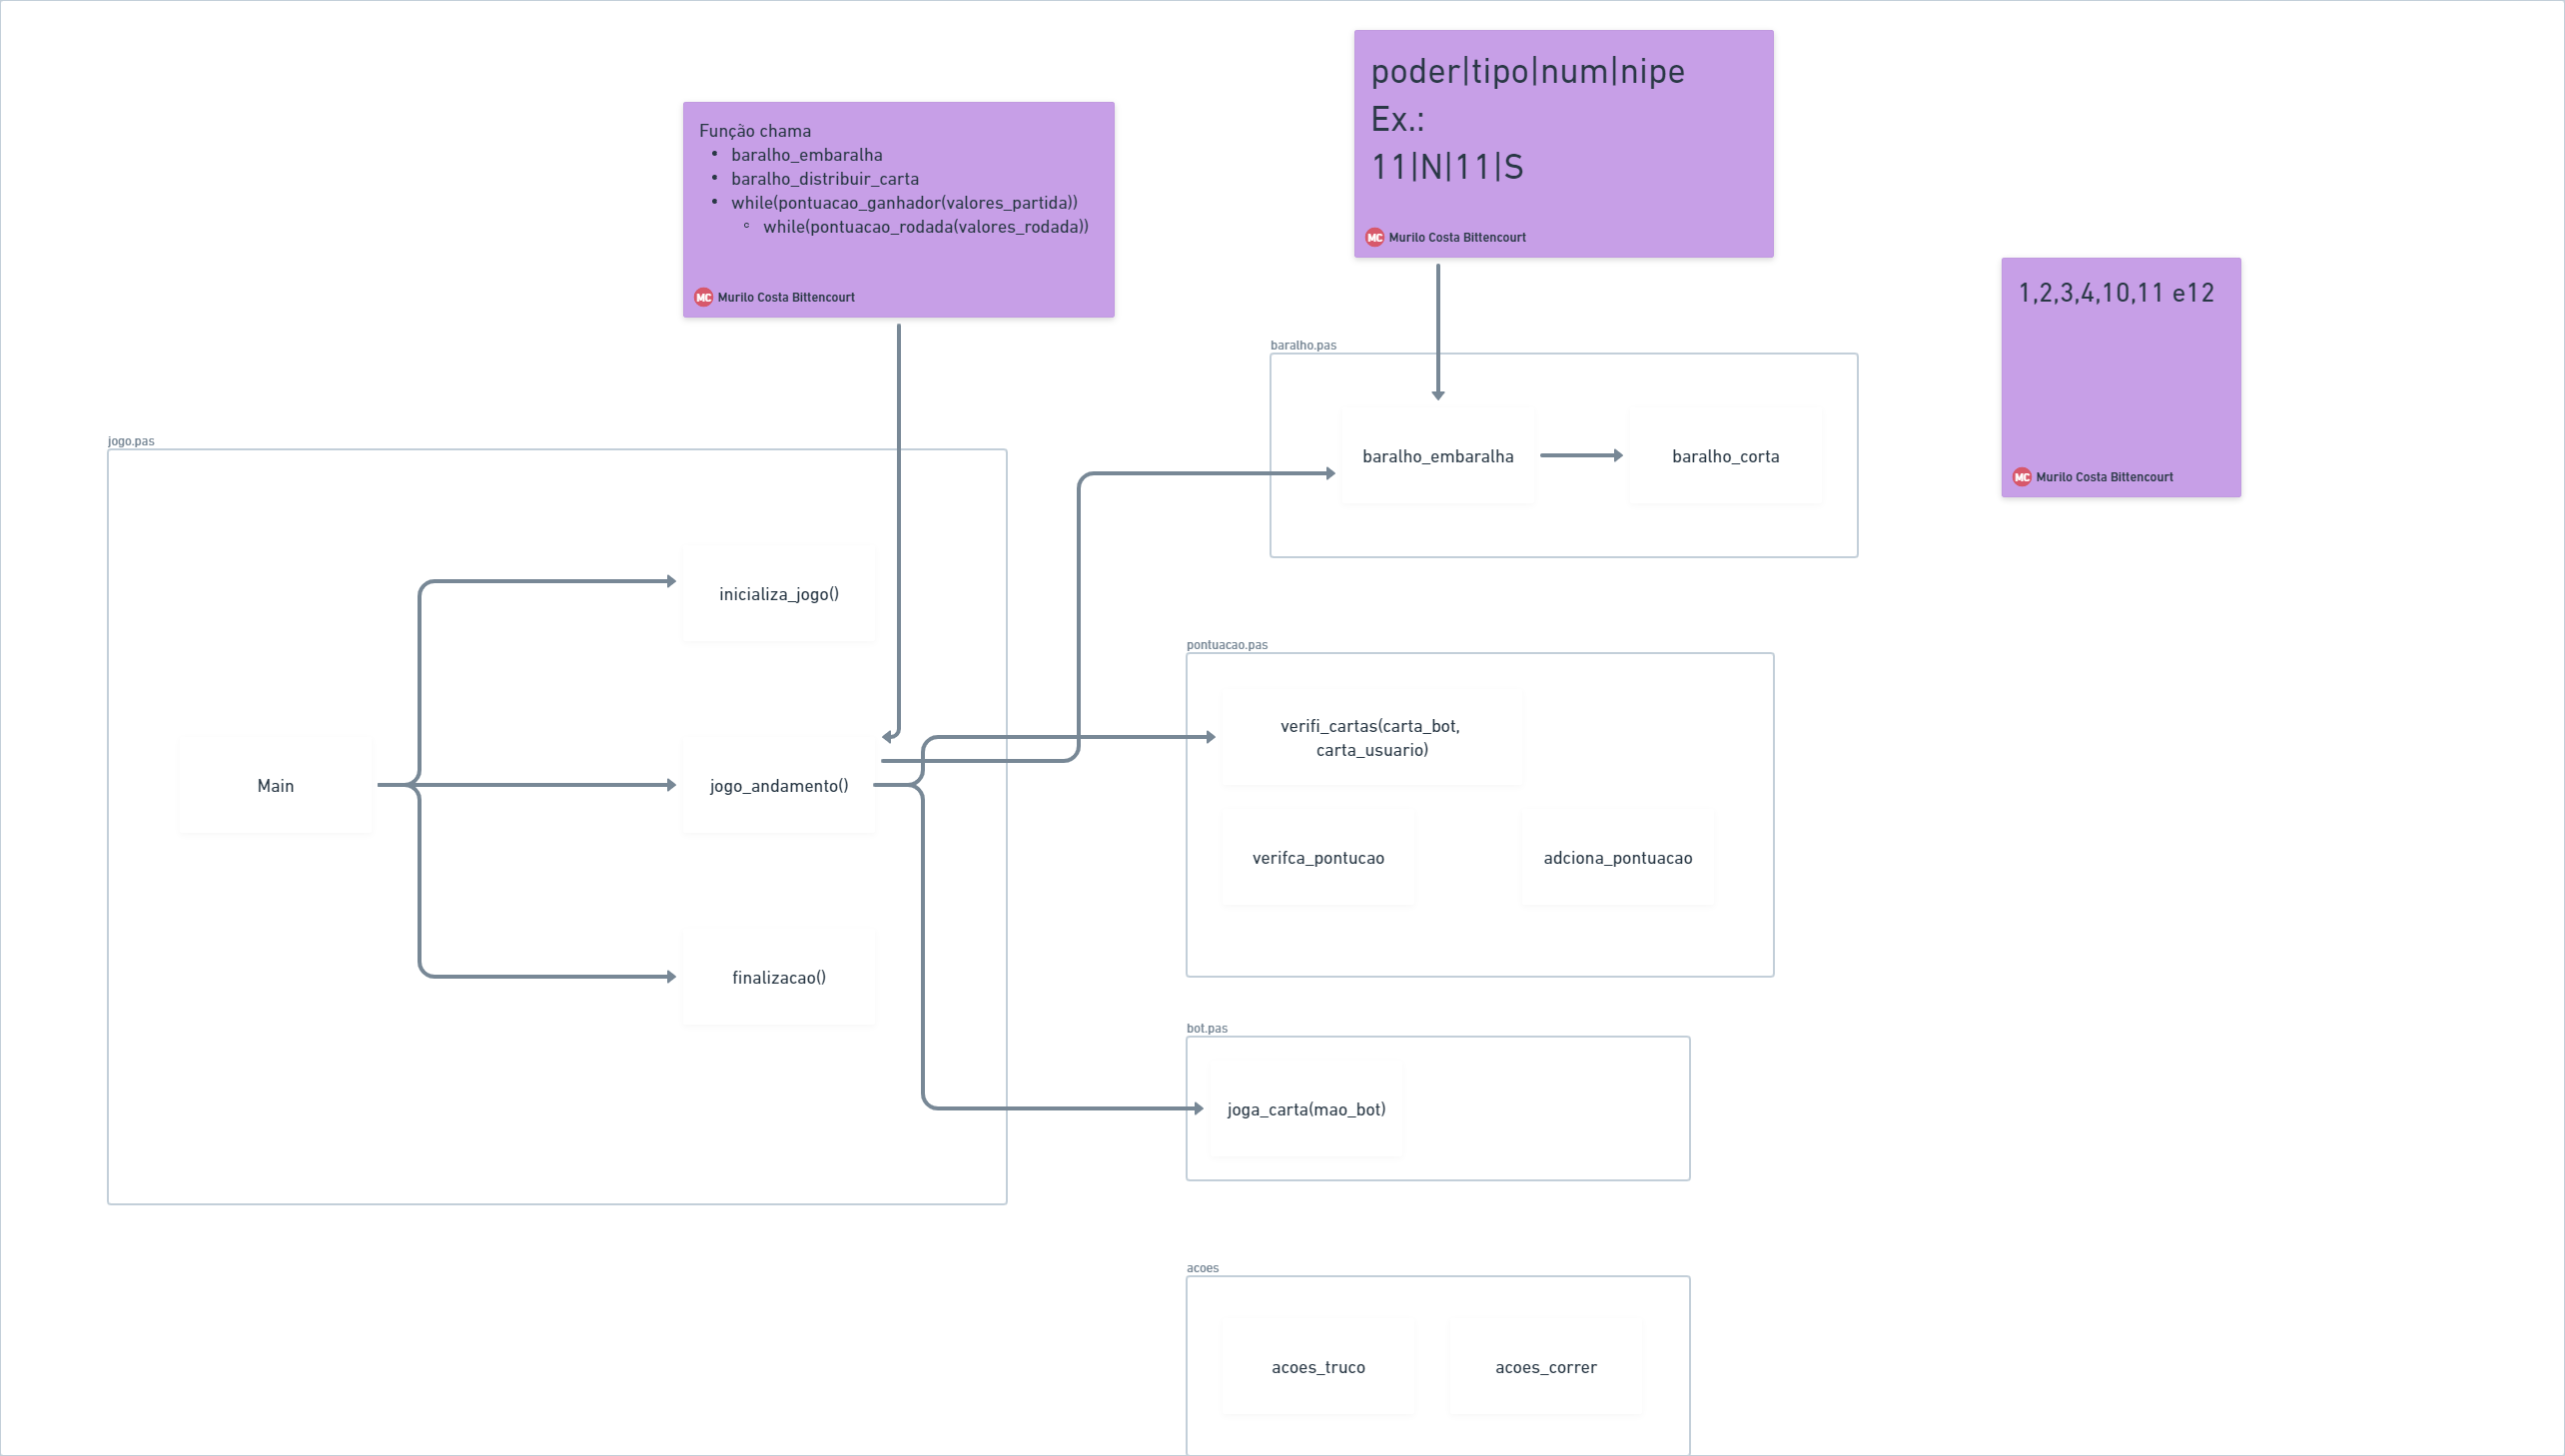 poder|tipo|num|nipe
Ex.:
11|N|11|S
MC Murilo Costa Bittencourt
Função chama
• baralho_embaralha
• baralho_distribuir_carta
• while(pontuacao_ganhador(valores_partida))
◦ while(pontuacao_rodada(valores_rodada))
MC Murilo Costa Bittencourt
1,2,3,4,10,11 e12
MC Murilo Costa Bittencourt
baralho.pas
baralho_embaralha
baralho_corta
jogo.pas
inicializa_jogo()
Main
jogo_andamento()
finalizacao()
pontuacao.pas
verifi_cartas(carta_bot,
carta_usuario)
verifca_pontucao
adciona_pontuacao
bot.pas
joga_carta(mao_bot)
acoes
acoes_truco
acoes_correr